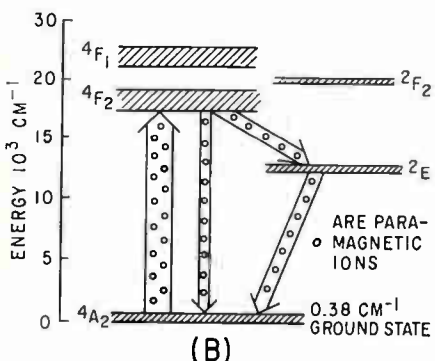 30
25
20
15
10
5
0
ENERGY 10³ CM⁻¹
⁴F₁
⁴F₂
²F₂
²E
o ARE PARA-
MAGNETIC
IONS
⁴A₂
0.38 CM⁻¹
GROUND STATE
(B)